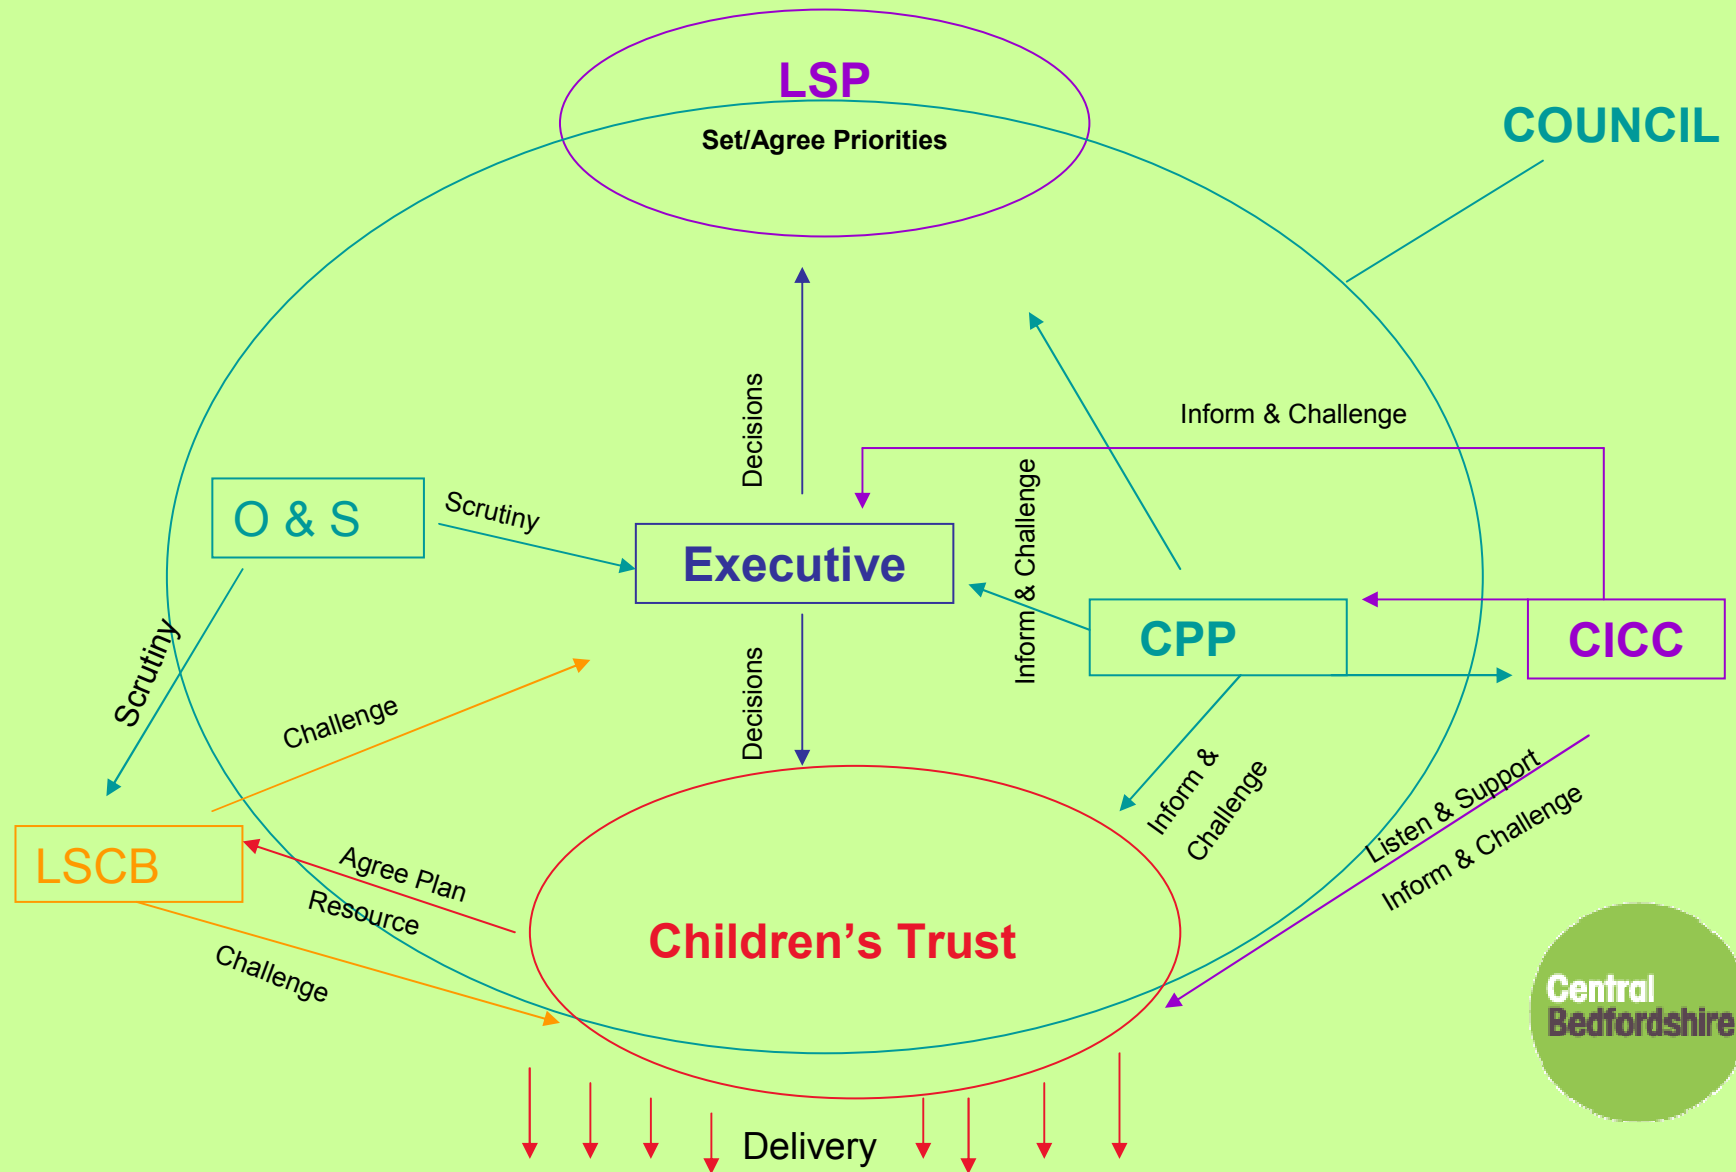 LSP
Set/Agree Priorities
COUNCIL
Decisions
Inform & Challenge
O & S
Scrutiny
Executive
Inform & Challenge
CPP
CICC
Scrutiny
Challenge
Decisions
Inform &
Challenge
Listen & Support
Inform & Challenge
LSCB
Agree Plan
Resource
Challenge
Children’s Trust
Central
Bedfordshire
Delivery